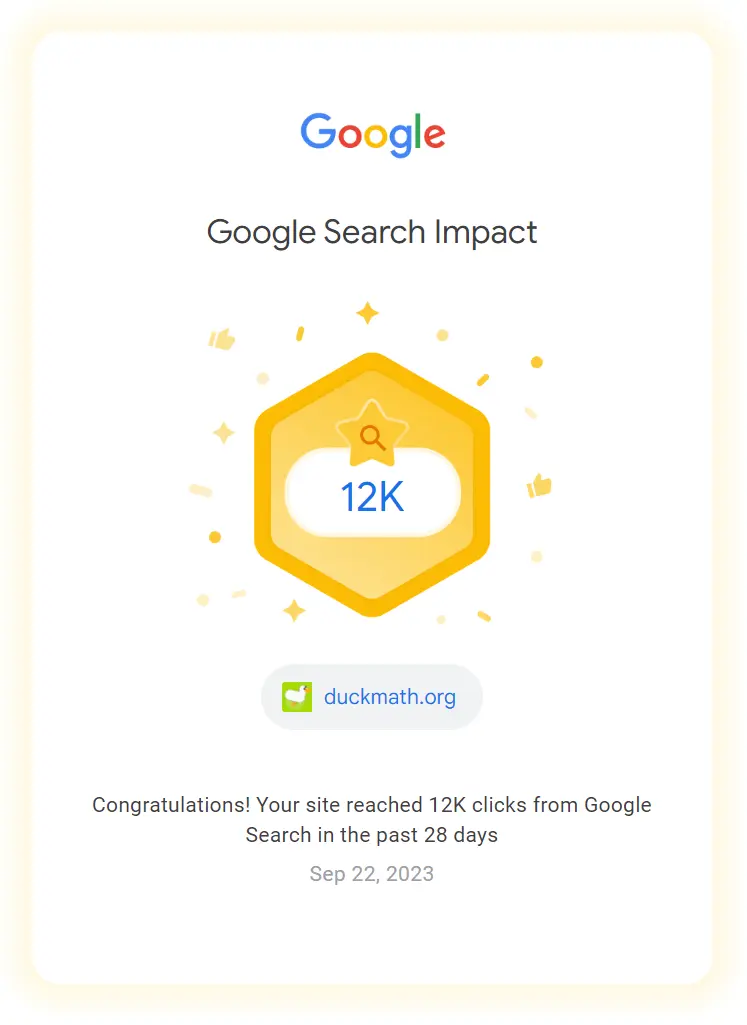 Google
Google Search Impact
12K
duckmath.org
Congratulations! Your site reached 12K clicks from Google
Search in the past 28 days
Sep 22, 2023